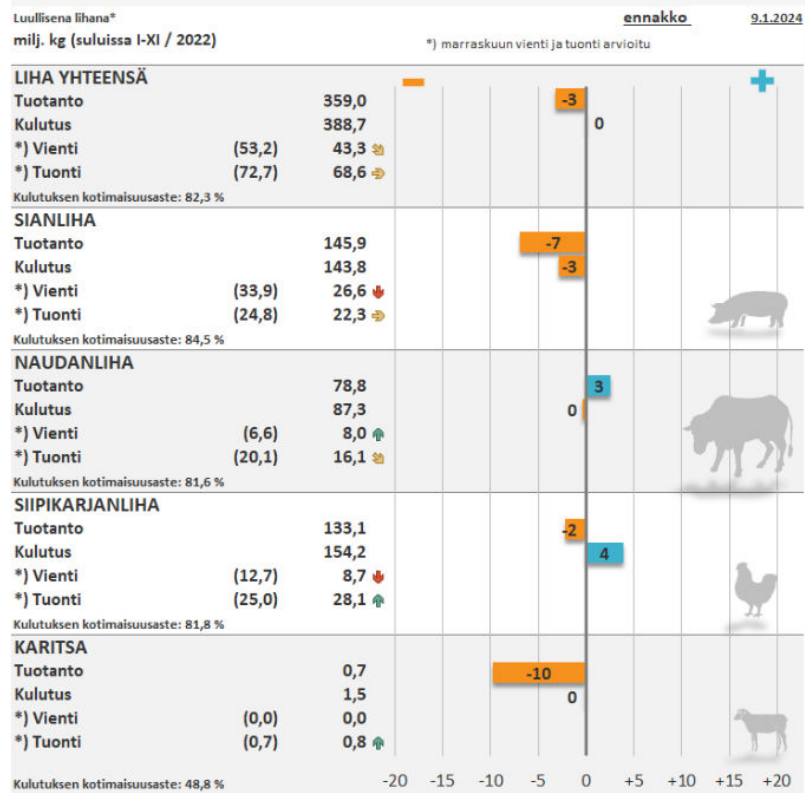 Luullisena lihana* ennakko 9.1.2024
milj. kg (suluissa I-XI / 2022) *) marraskuun vienti ja tuonti arvioitu
LIHA YHTEENSÄ
Tuotanto 359,0 -3
Kulutus 388,7 0
*) Vienti (53,2) 43,3
*) Tuonti (72,7) 68,6
Kulutuksen kotimaisuusaste: 82,3 %
SIANLIHA
Tuotanto 145,9 -7
Kulutus 143,8 -3
*) Vienti (33,9) 26,6
*) Tuonti (24,8) 22,3
Kulutuksen kotimaisuusaste: 84,5 %
NAUDANLIHA
Tuotanto 78,8 3
Kulutus 87,3 0
*) Vienti (6,6) 8,0
*) Tuonti (20,1) 16,1
Kulutuksen kotimaisuusaste: 81,6 %
SIIPIKARJANLIHA
Tuotanto 133,1 -2
Kulutus 154,2 4
*) Vienti (12,7) 8,7
*) Tuonti (25,0) 28,1
Kulutuksen kotimaisuusaste: 81,8 %
KARITSA
Tuotanto 0,7 -10
Kulutus 1,5 0
*) Vienti (0,0) 0,0
*) Tuonti (0,7) 0,8
Kulutuksen kotimaisuusaste: 48,8 % -20 -15 -10 -5 0 +5 +10 +15 +20